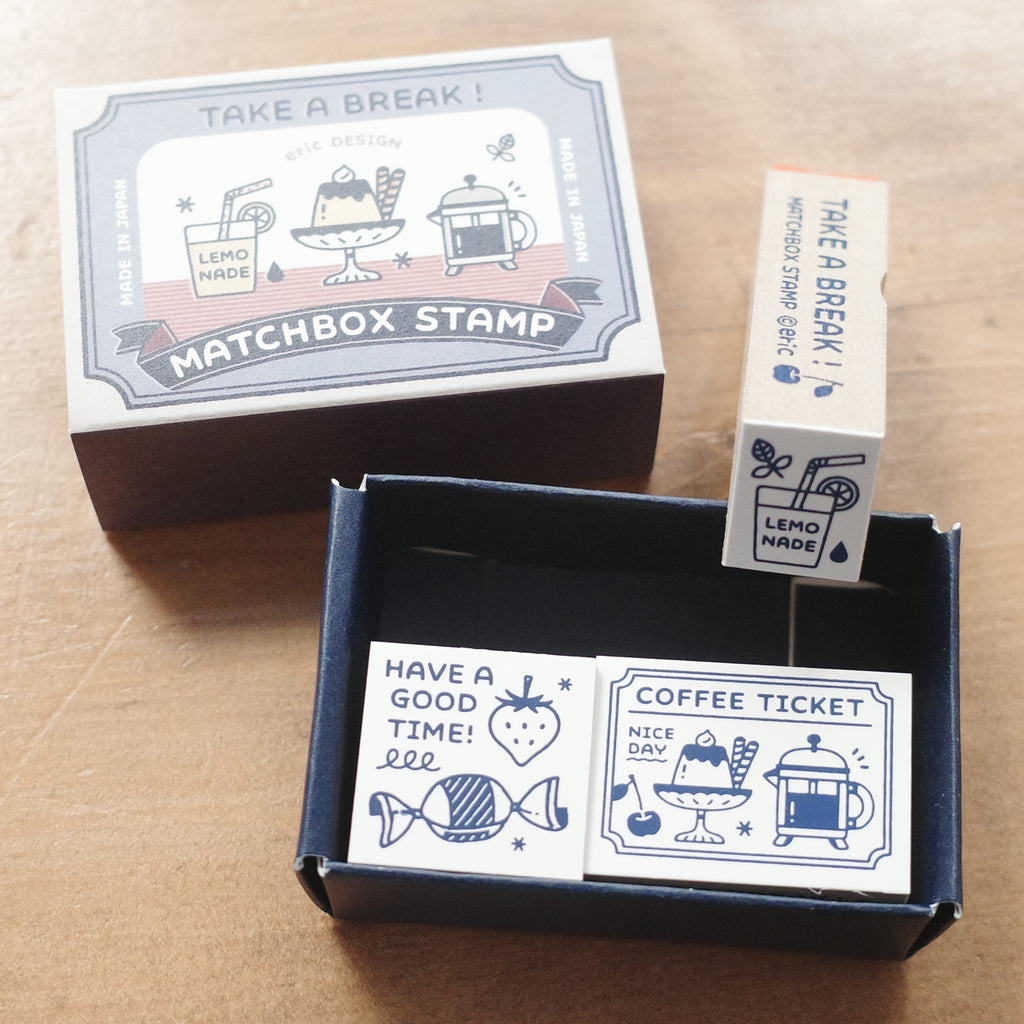 TAKE A BREAK!
eric DESIGN
MADE IN JAPAN
MADE IN JAPAN
LEMO
NADE
MATCHBOX STAMP
TAKE A BREAK!
MATCHBOX STAMP ©eric
LEMO
NADE
HAVE A
GOOD
TIME!
COFFEE TICKET
NICE
DAY